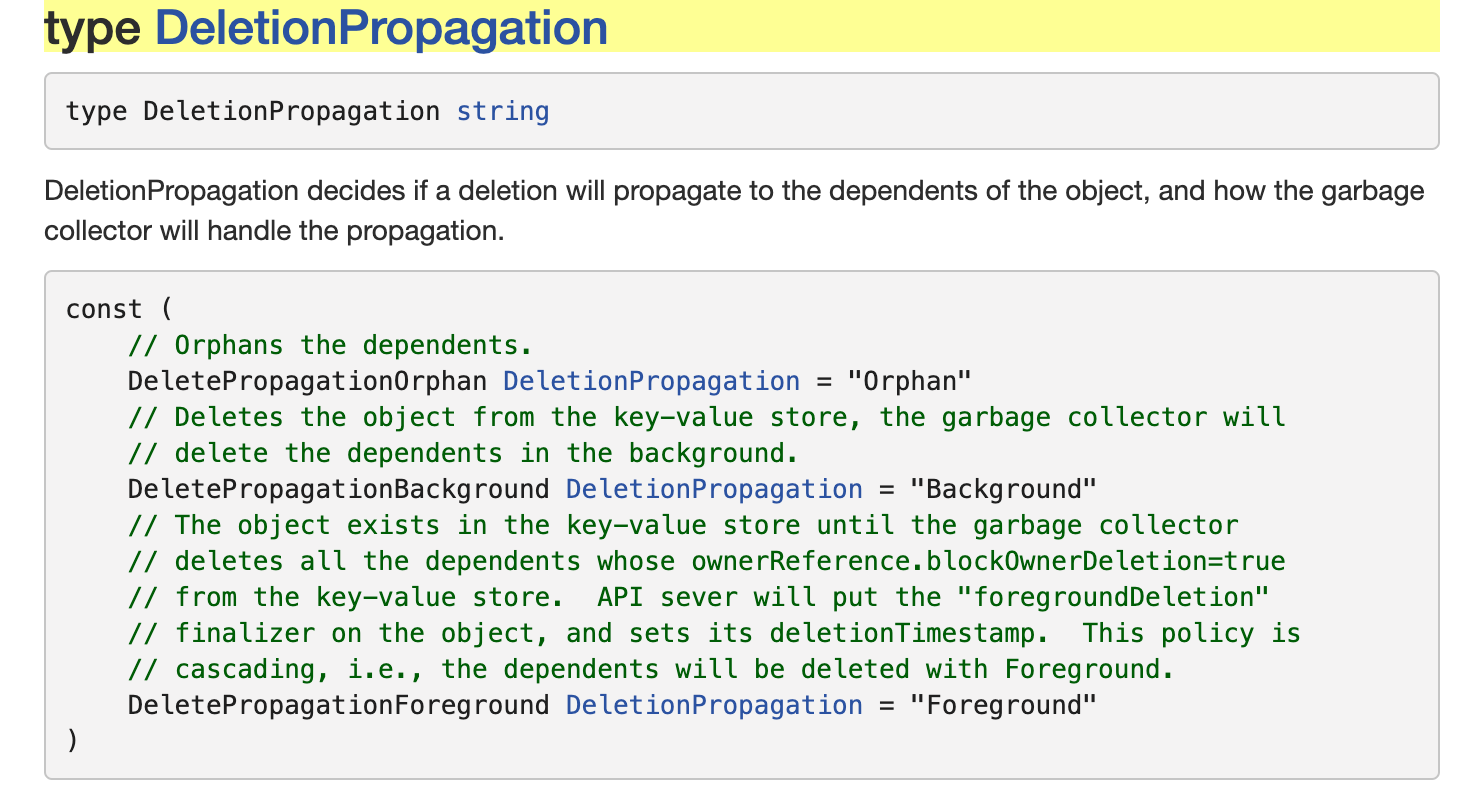 type DeletionPropagation
type DeletionPropagation string
DeletionPropagation decides if a deletion will propagate to the dependents of the object, and how the garbage
collector will handle the propagation.
const (
    // Orphans the dependents.
    DeletePropagationOrphan DeletionPropagation = "Orphan"
    // Deletes the object from the key-value store, the garbage collector will
    // delete the dependents in the background.
    DeletePropagationBackground DeletionPropagation = "Background"
    // The object exists in the key-value store until the garbage collector
    // deletes all the dependents whose ownerReference.blockOwnerDeletion=true
    // from the key-value store.  API sever will put the "foregroundDeletion"
    // finalizer on the object, and sets its deletionTimestamp.  This policy is
    // cascading, i.e., the dependents will be deleted with Foreground.
    DeletePropagationForeground DeletionPropagation = "Foreground"
)